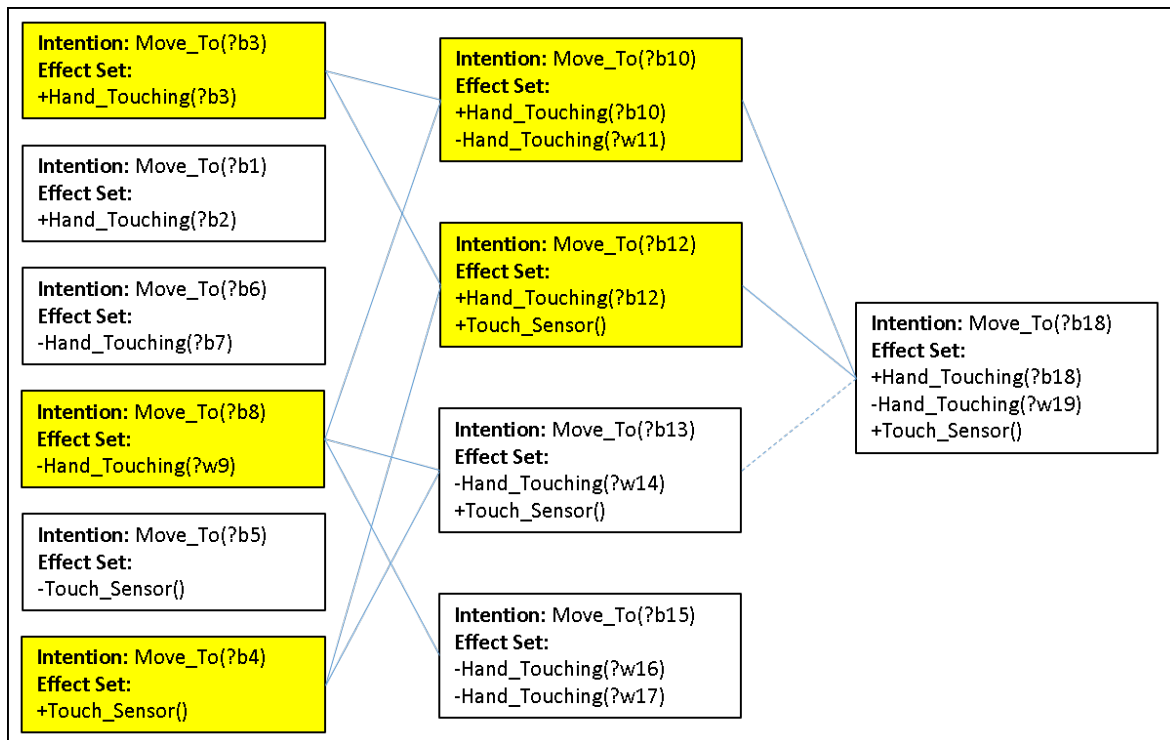 Intention: Move_To(?b3)
Effect Set:
+Hand_Touching(?b3)
Intention: Move_To(?b1)
Effect Set:
+Hand_Touching(?b2)
Intention: Move_To(?b6)
Effect Set:
-Hand_Touching(?b7)
Intention: Move_To(?b8)
Effect Set:
-Hand_Touching(?w9)
Intention: Move_To(?b5)
Effect Set:
-Touch_Sensor()
Intention: Move_To(?b4)
Effect Set:
+Touch_Sensor()
Intention: Move_To(?b10)
Effect Set:
+Hand_Touching(?b10)
-Hand_Touching(?w11)
Intention: Move_To(?b12)
Effect Set:
+Hand_Touching(?b12)
+Touch_Sensor()
Intention: Move_To(?b13)
Effect Set:
-Hand_Touching(?w14)
+Touch_Sensor()
Intention: Move_To(?b15)
Effect Set:
-Hand_Touching(?w16)
-Hand_Touching(?w17)
Intention: Move_To(?b18)
Effect Set:
+Hand_Touching(?b18)
-Hand_Touching(?w19)
+Touch_Sensor()